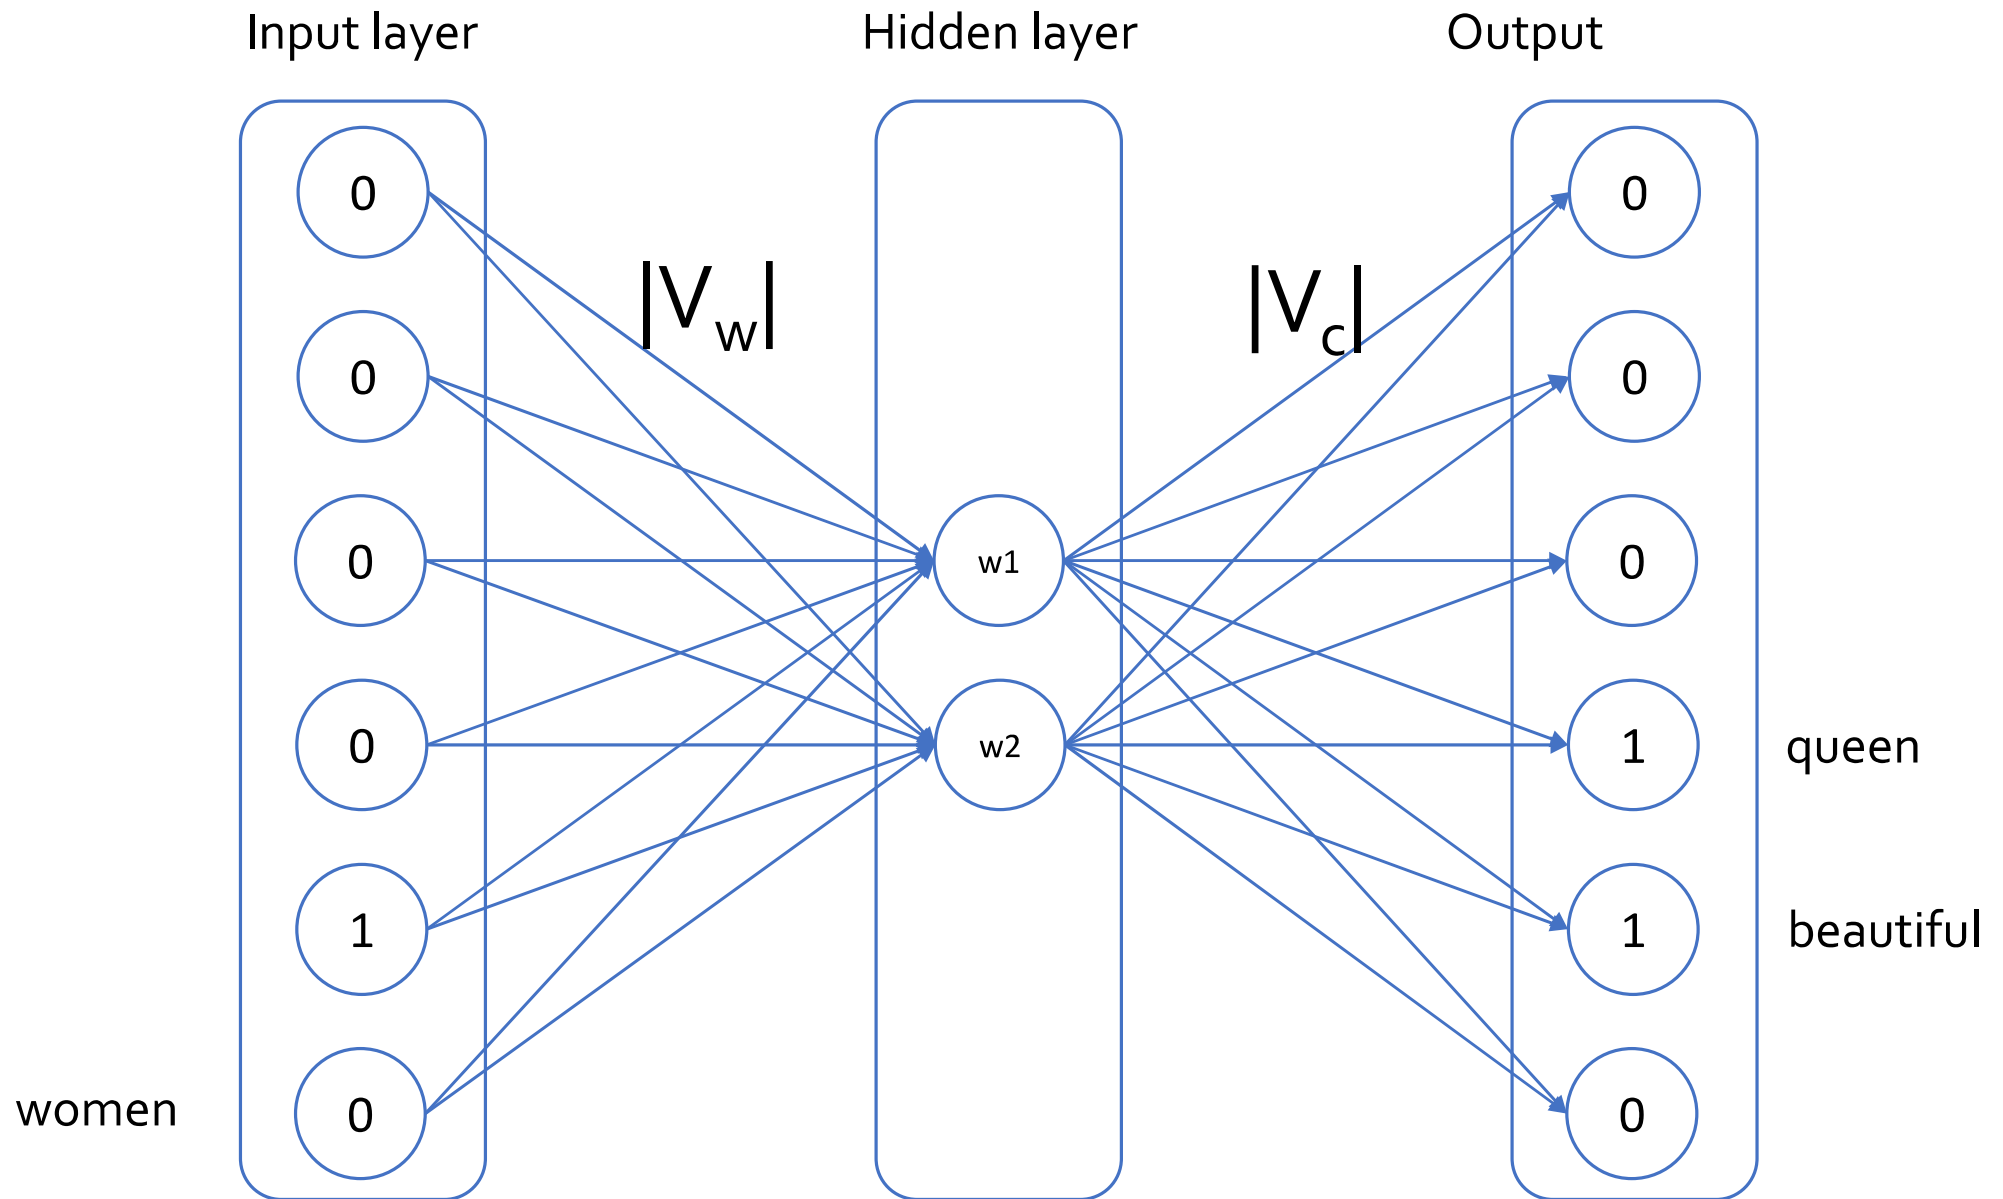 Input layer Hidden layer Output
0 0
|Vw| |Vc|
0 0
0 w1 0
0 w2 1 queen
1 1 beautiful
women 0 0